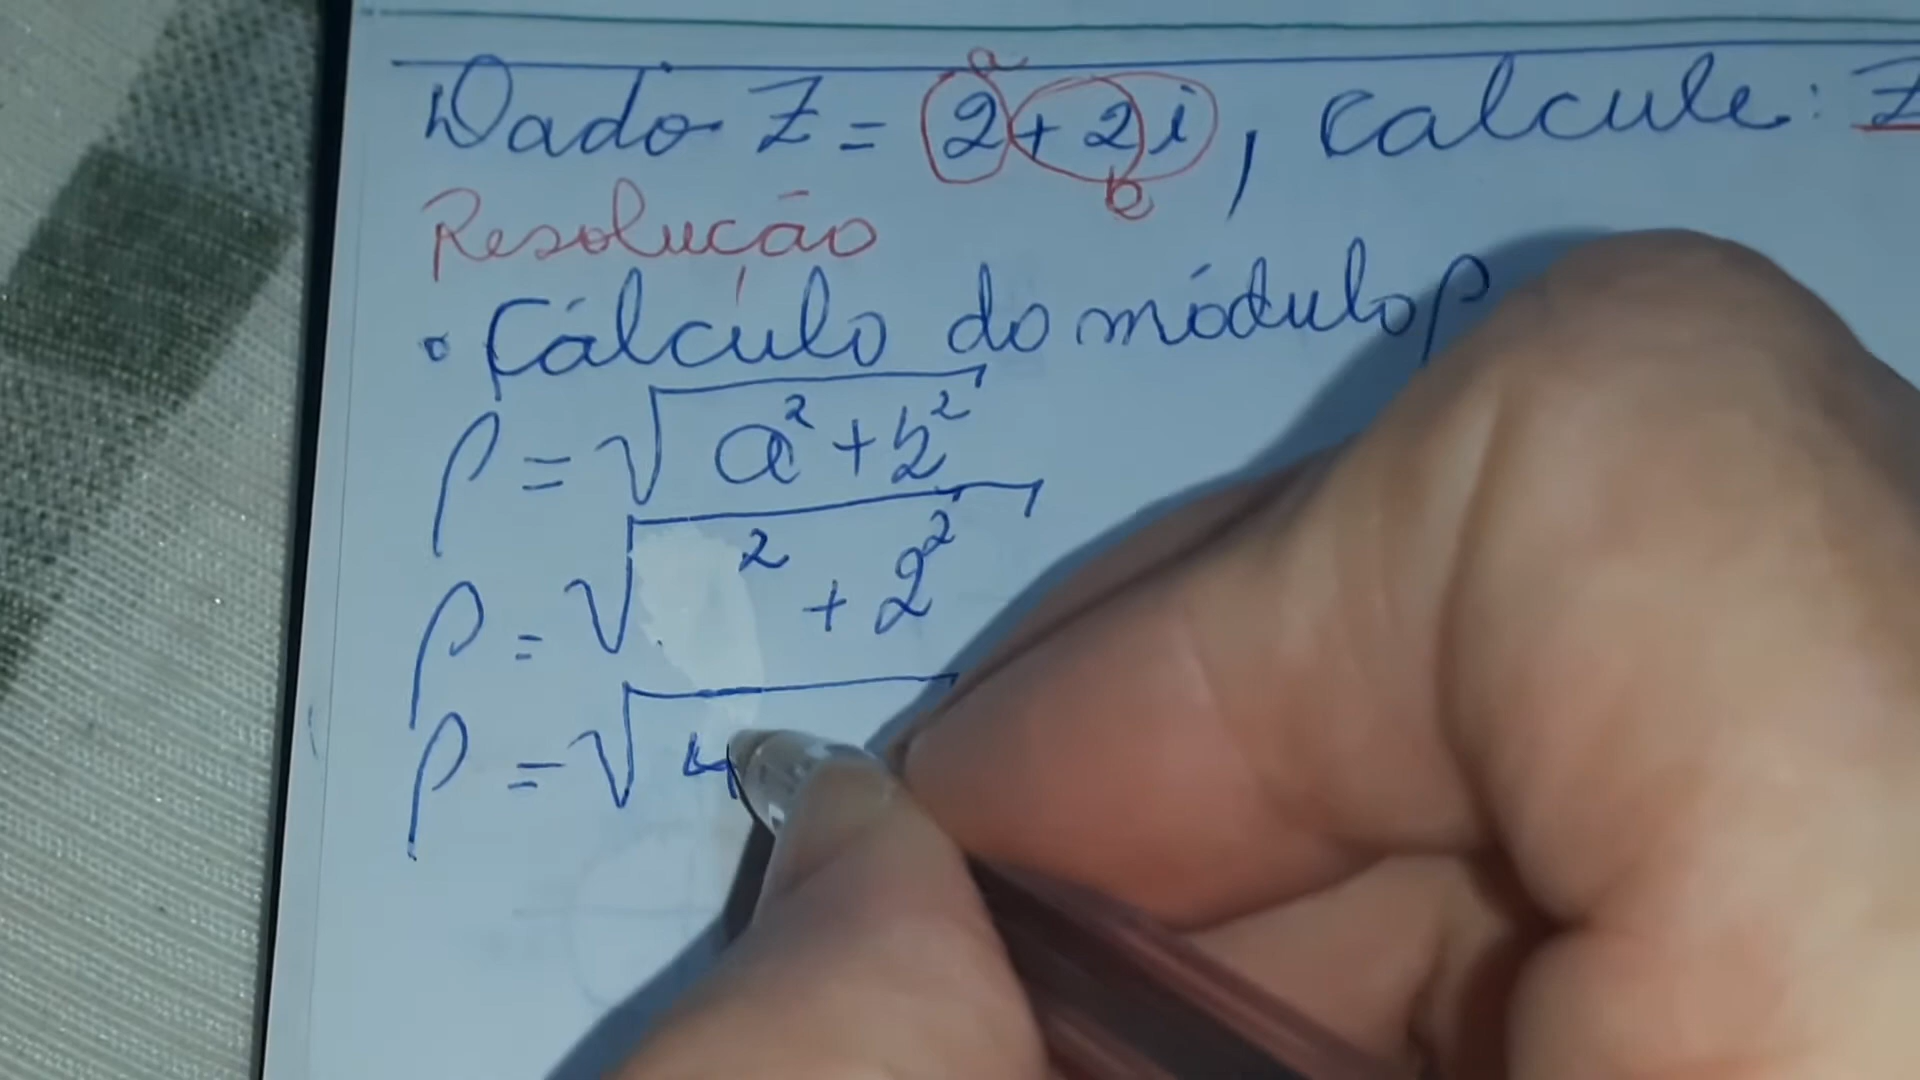 a
Dado Z = 2 + 2i, calcule: Z
b
Resolução
• Cálculo do módulo ρ
ρ = √a² + b²
ρ = √ ² + 2²
ρ = √4